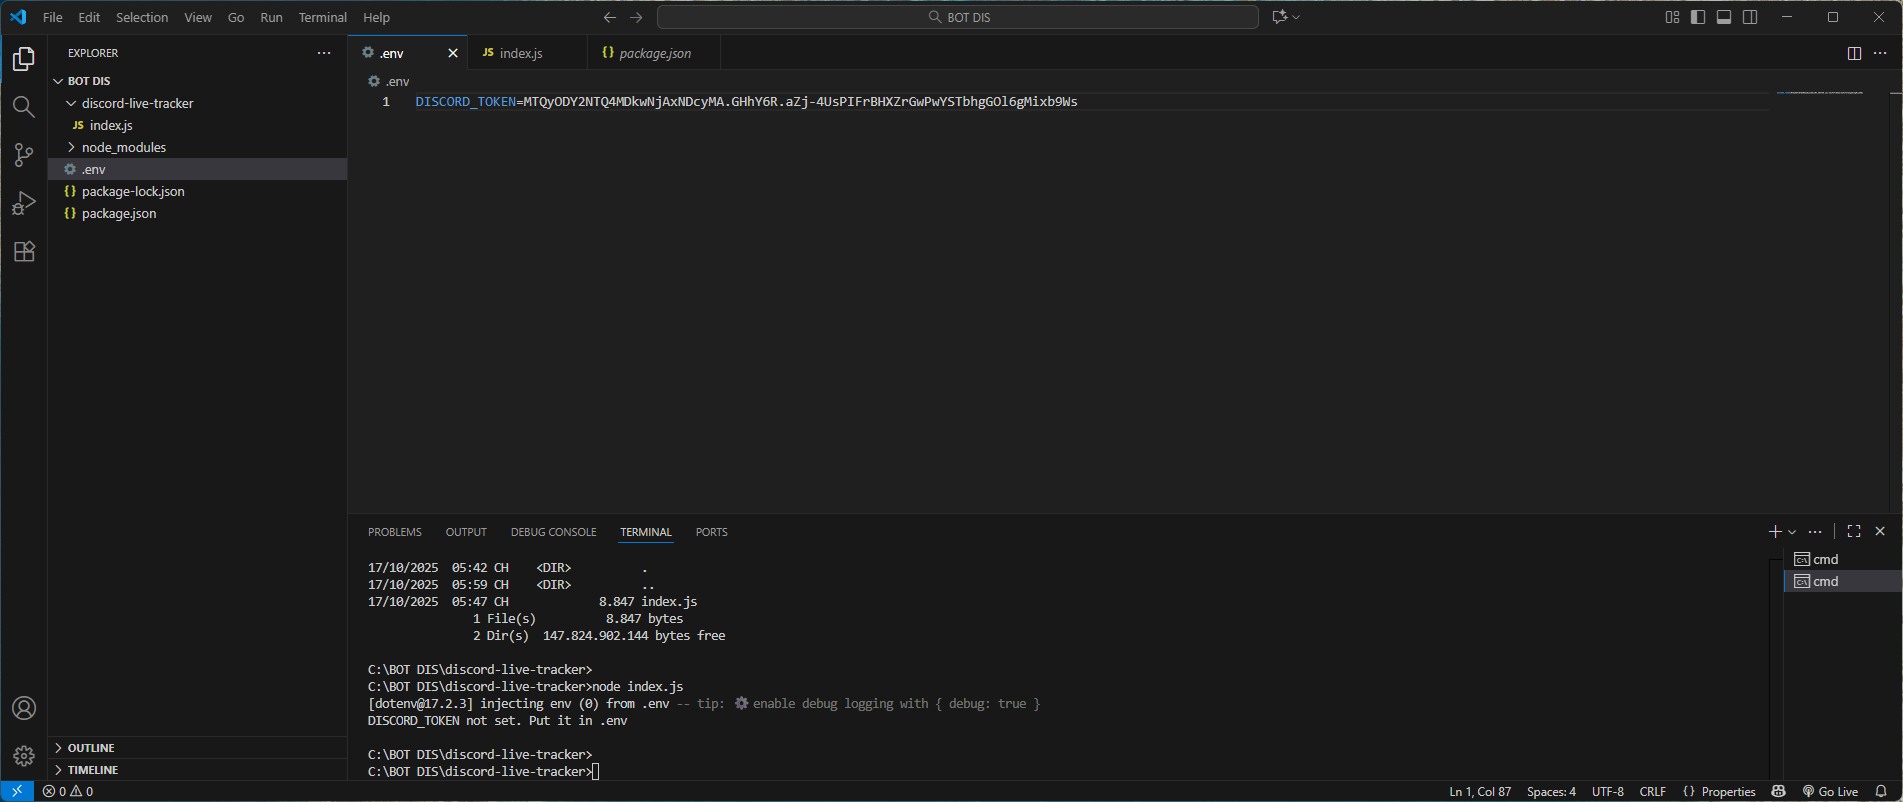 File Edit Selection View Go Run Terminal Help
BOT DIS
EXPLORER
BOT DIS
discord-live-tracker
JS index.js
node_modules
.env
{} package-lock.json
{} package.json
OUTLINE
TIMELINE
.env
JS index.js
{} package.json
.env
1 DISCORD_TOKEN=MTQyODY2NTQ4MDkwNjAxNDcyMA.GHhY6R.aZj-4UsPIFrBHXZrGwPwYSTbhgGOl6gMixb9Ws
PROBLEMS OUTPUT DEBUG CONSOLE TERMINAL PORTS
17/10/2025 05:42 CH <DIR> .
17/10/2025 05:59 CH <DIR> ..
17/10/2025 05:47 CH 8.847 index.js
1 File(s) 8.847 bytes
2 Dir(s) 147.824.902.144 bytes free
C:\BOT DIS\discord-live-tracker>
C:\BOT DIS\discord-live-tracker>node index.js
[dotenv@17.2.3] injecting env (0) from .env -- tip: ⚙ enable debug logging with { debug: true }
DISCORD_TOKEN not set. Put it in .env
C:\BOT DIS\discord-live-tracker>
C:\BOT DIS\discord-live-tracker>
cmd
cmd
0 0
Ln 1, Col 87 Spaces: 4 UTF-8 CRLF {} Properties Go Live